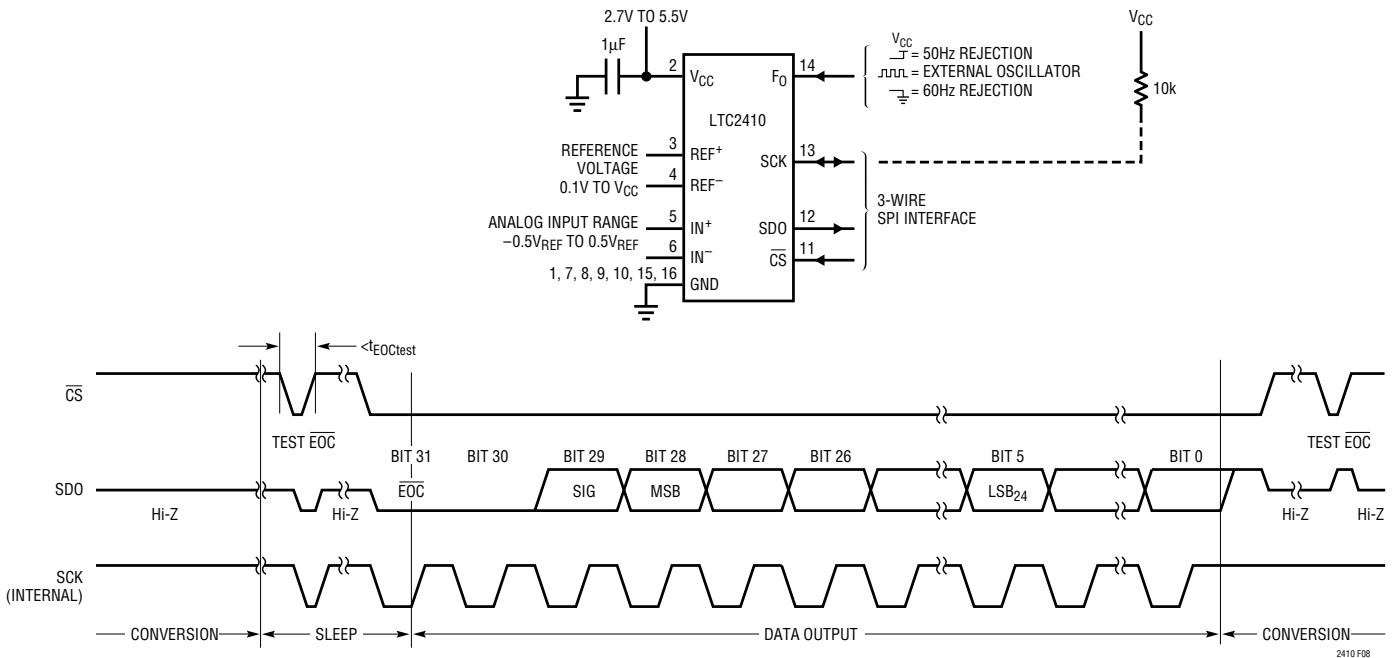 2.7V TO 5.5V
VCC
1µF
VCC
= 50Hz REJECTION
= EXTERNAL OSCILLATOR
= 60Hz REJECTION
2
VCC
FO
14
10k
LTC2410
REFERENCE
VOLTAGE
0.1V TO VCC
3
REF+
4
REF–
SCK
13
3-WIRE
SPI INTERFACE
ANALOG INPUT RANGE
–0.5VREF TO 0.5VREF
5
IN+
6
IN–
SDO
12
CS
11
1, 7, 8, 9, 10, 15, 16
GND
<tEOCtest
CS
TEST EOC
TEST EOC
BIT 31
BIT 30
BIT 29
BIT 28
BIT 27
BIT 26
BIT 5
BIT 0
SDO
EOC
SIG
MSB
LSB24
Hi-Z
Hi-Z
Hi-Z
Hi-Z
SCK
(INTERNAL)
CONVERSION
SLEEP
DATA OUTPUT
CONVERSION
2410 F08